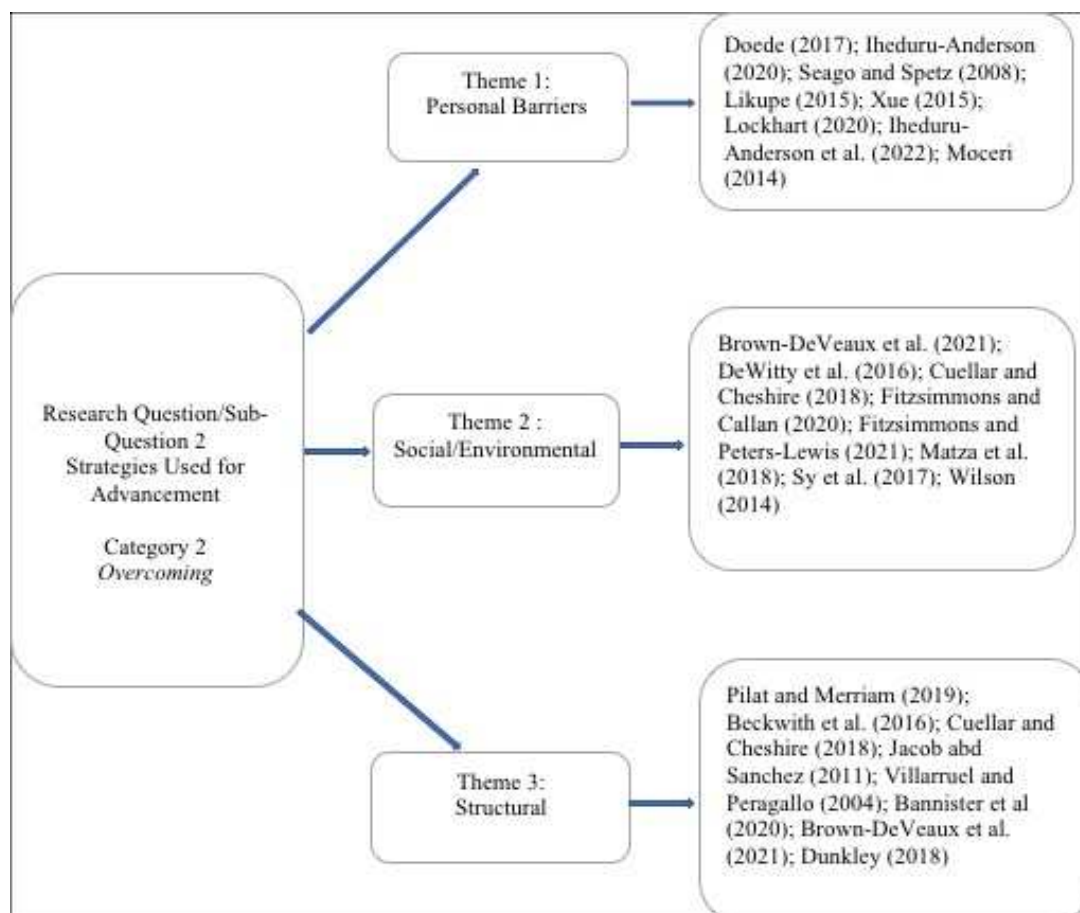 Theme 1:
Personal Barriers
Doede (2017); Iheduru-Anderson
(2020); Seago and Spetz (2008);
Likupe (2015); Xue (2015);
Lockhart (2020); Iheduru-
Anderson et al. (2022); Moceri
(2014)
Research Question/Sub-
Question 2
Strategies Used for
Advancement
Category 2
Overcoming
Theme 2 :
Social/Environmental
Brown-DeVeaux et al. (2021);
DeWitty et al. (2016); Cuellar and
Cheshire (2018); Fitzsimmons and
Callan (2020); Fitzsimmons and
Peters-Lewis (2021); Matza et al.
(2018); Sy et al. (2017); Wilson
(2014)
Theme 3:
Structural
Pilat and Merriam (2019);
Beckwith et al. (2016); Cuellar and
Cheshire (2018); Jacob abd
Sanchez (2011); Villarruel and
Peragallo (2004); Bannister et al
(2020); Brown-DeVeaux et al.
(2021); Dunkley (2018)